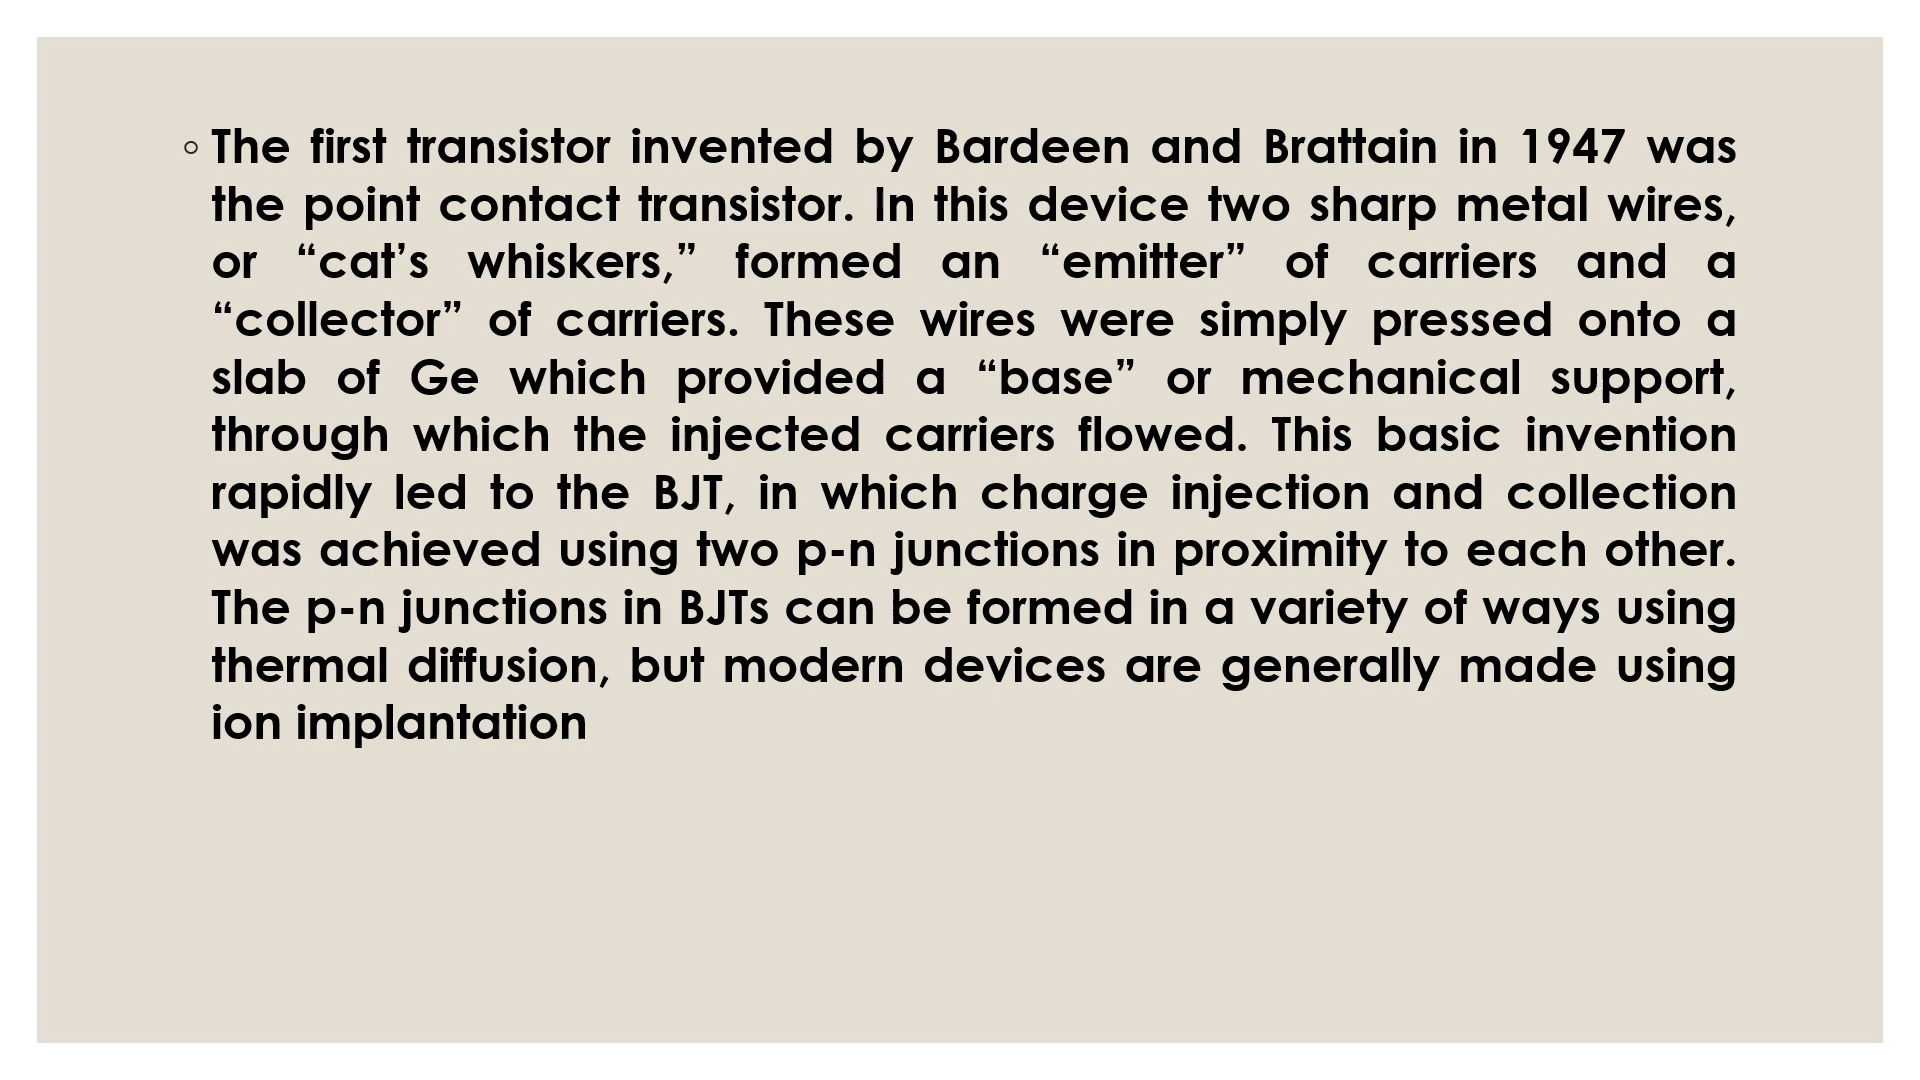 ◦ The first transistor invented by Bardeen and Brattain in 1947 was
the point contact transistor. In this device two sharp metal wires,
or “cat’s whiskers,” formed an “emitter” of carriers and a
“collector” of carriers. These wires were simply pressed onto a
slab of Ge which provided a “base” or mechanical support,
through which the injected carriers flowed. This basic invention
rapidly led to the BJT, in which charge injection and collection
was achieved using two p-n junctions in proximity to each other.
The p-n junctions in BJTs can be formed in a variety of ways using
thermal diffusion, but modern devices are generally made using
ion implantation